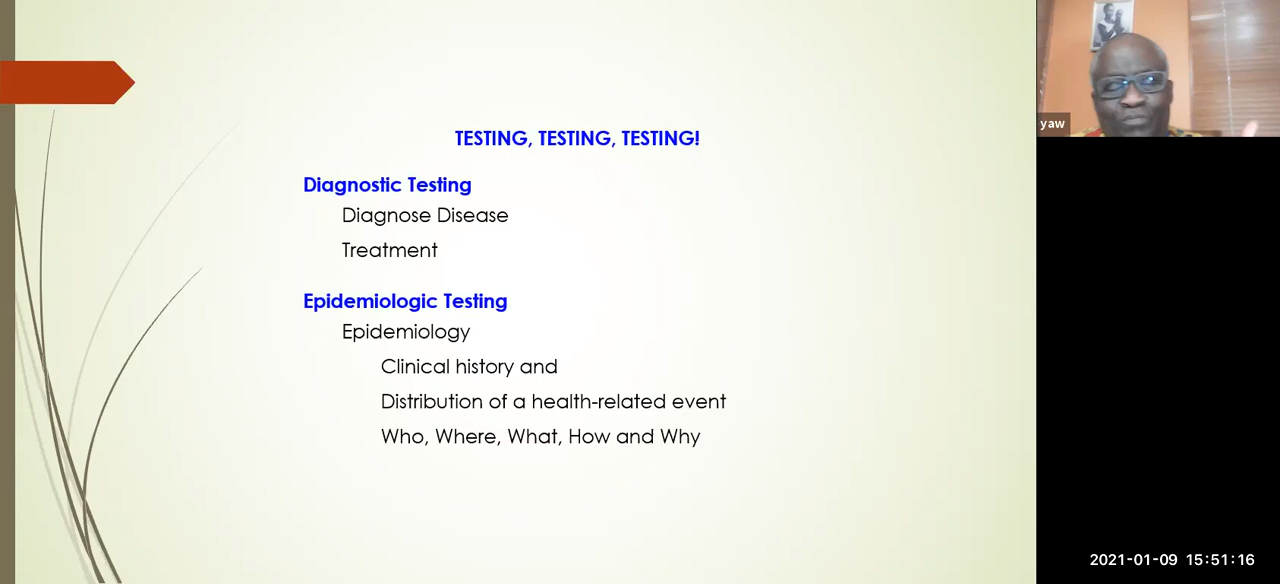 TESTING, TESTING, TESTING!
Diagnostic Testing
Diagnose Disease
Treatment
Epidemiologic Testing
Epidemiology
Clinical history and
Distribution of a health-related event
Who, Where, What, How and Why
yaw
2021-01-09 15:51:16